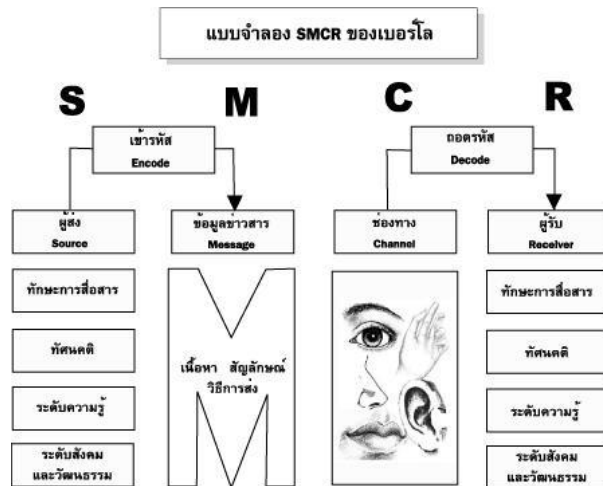 แบบจำลอง SMCR ของเบอร์โล
S M C R
เข้ารหัส
Encode
ถอดรหัส
Decode
ผู้ส่ง
Source
ข้อมูลข่าวสาร
Message
ช่องทาง
Channel
ผู้รับ
Receiver
ทักษะการสื่อสาร
ทัศนคติ
ระดับความรู้
ระดับสังคม
และวัฒนธรรม
เนื้อหา สัญลักษณ์
วิธีการส่ง
ทักษะการสื่อสาร
ทัศนคติ
ระดับความรู้
ระดับสังคม
และวัฒนธรรม